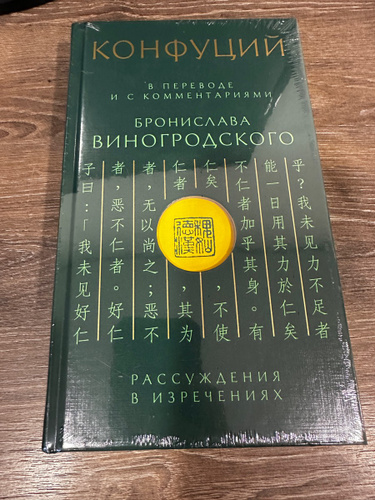 КОНФУЦИЙ
В ПЕРЕВОДЕ
И С КОММЕНТАРИЯМИ
БРОНИСЛАВА
ВИНОГРОДСКОГО
子曰：「我未见好仁
者，恶不仁者。好仁
者，无以尚之；恶不
仁者，其为
仁矣，不使
不仁者加乎其身。有
能一日用其力於仁矣
乎？我未见力不足者
РАССУЖДЕНИЯ
В ИЗРЕЧЕНИЯХ